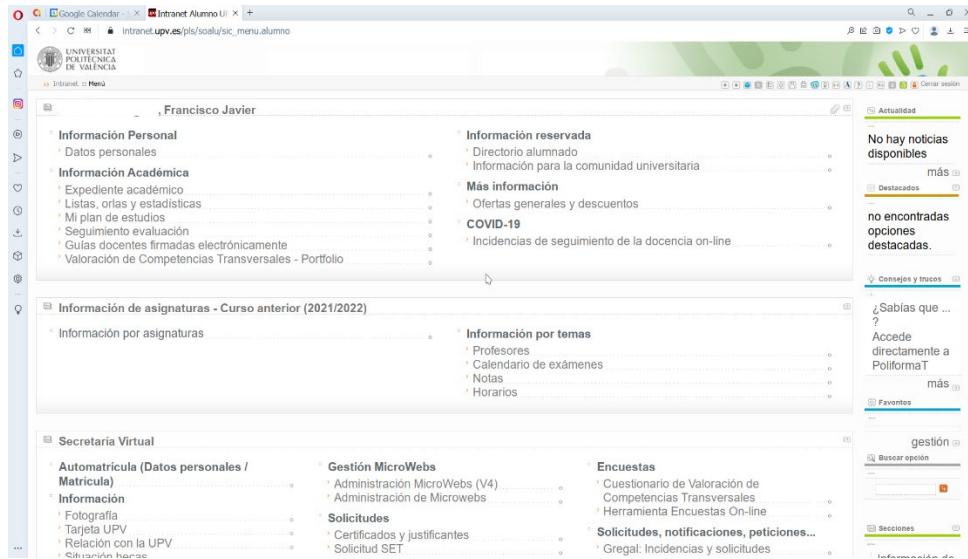 Google Calendar -
Intranet Alumno U
intranet.upv.es/pls/soalu/sic_menu.alumno
UNIVERSITAT
POLITÈCNICA
DE VALÈNCIA
Intranet :: Menú
Cerrar sesión
, Francisco Javier
Información Personal
Datos personales
Información Académica
Expediente académico
Listas, orlas y estadísticas
Mi plan de estudios
Seguimiento evaluación
Guías docentes firmadas electrónicamente
Valoración de Competencias Transversales - Portfolio
Información reservada
Directorio alumnado
Información para la comunidad universitaria
Más información
Ofertas generales y descuentos
COVID-19
Incidencias de seguimiento de la docencia on-line
Información de asignaturas - Curso anterior (2021/2022)
Información por asignaturas
Información por temas
Profesores
Calendario de exámenes
Notas
Horarios
Secretaría Virtual
Automatrícula (Datos personales /
Matrícula)
Información
Fotografía
Tarjeta UPV
Relación con la UPV
Situación becas
Gestión MicroWebs
Administración MicroWebs (V4)
Administración de Microwebs
Solicitudes
Certificados y justificantes
Solicitud SET
Encuestas
Cuestionario de Valoración de
Competencias Transversales
Herramienta Encuestas On-line
Solicitudes, notificaciones, peticiones...
Gregal: Incidencias y solicitudes
Actualidad
No hay noticias
disponibles
más
Destacados
no encontradas
opciones
destacadas.
Consejos y trucos
¿Sabías que ...
?
Accede
directamente a
PoliformaT
más
Favoritos
gestión
Buscar opción
Secciones
Información de